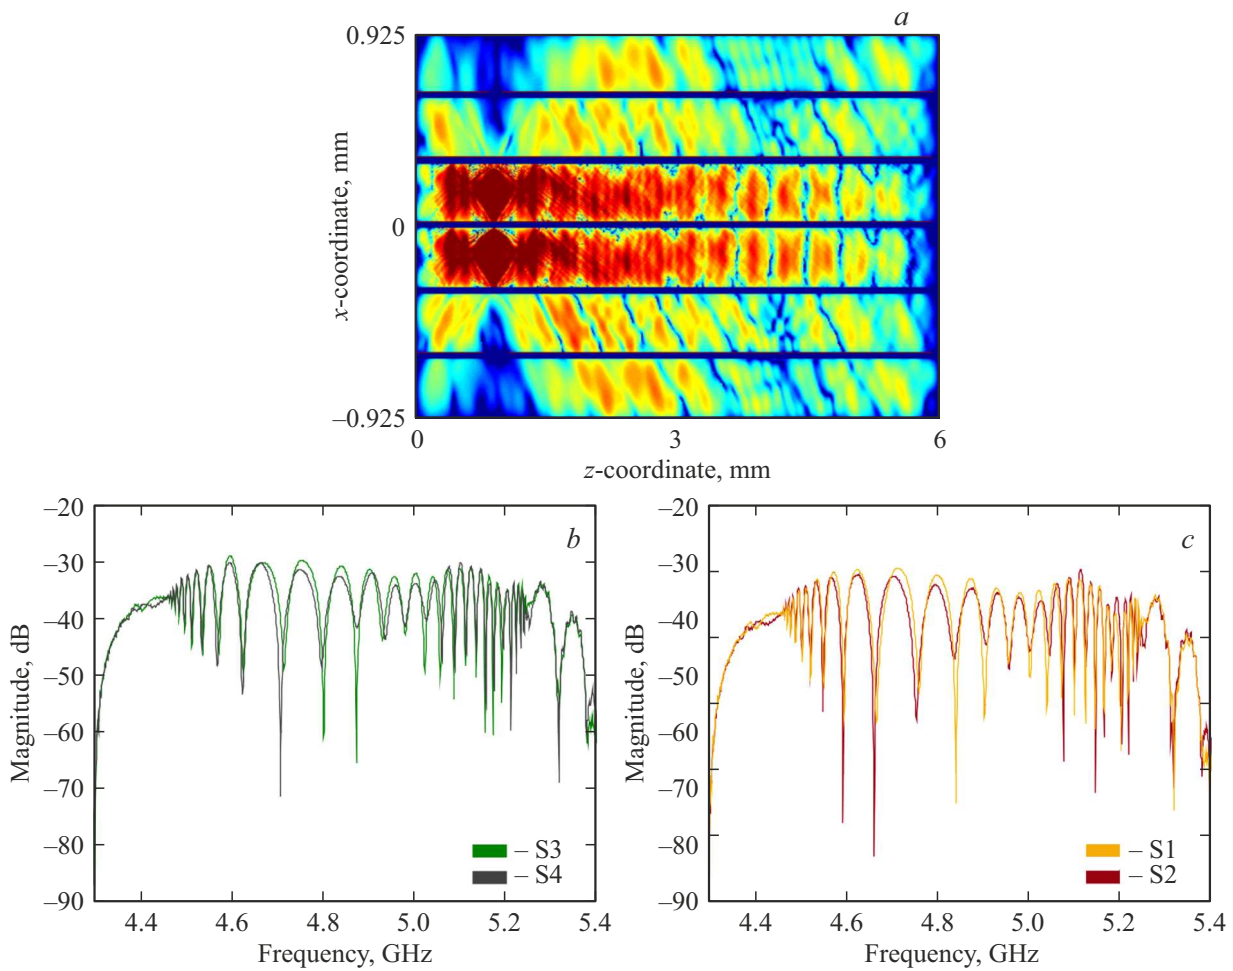 a
0.925
0
–0.925
x-coordinate, mm
0 3 6
z-coordinate, mm
b
–20
–30
–40
–50
–60
–70
–80
–90
Magnitude, dB
– S3
– S4
4.4 4.6 4.8 5.0 5.2 5.4
Frequency, GHz
c
–20
–30
–40
–50
–60
–70
–80
–90
Magnitude, dB
– S1
– S2
4.4 4.6 4.8 5.0 5.2 5.4
Frequency, GHz